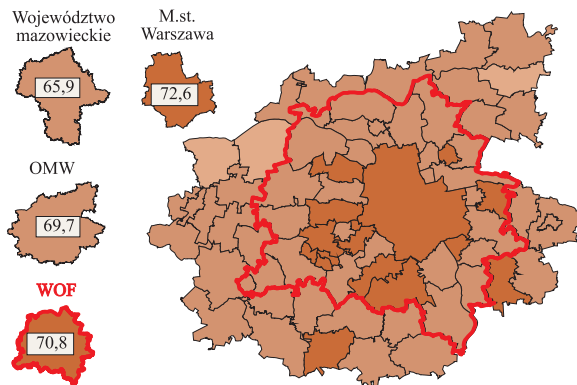 Województwo
mazowieckie
65,9
M.st.
Warszawa
72,6
OMW
69,7
WOF
70,8